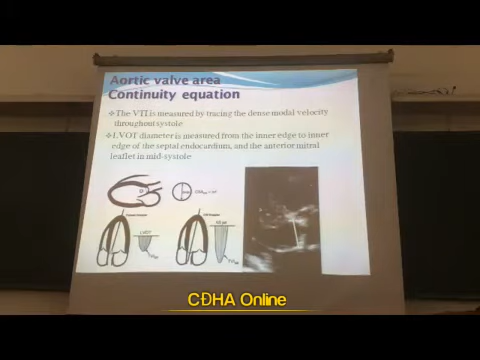 Aortic valve area
Continuity equation
❖The VTI is measured by tracing the dense modal velocity
throughout systole
❖LVOT diameter is measured from the inner edge to inner
edge of the septal endocardium, and the anterior mitral
leaflet in mid-systole
LVOT
CĐHA Online